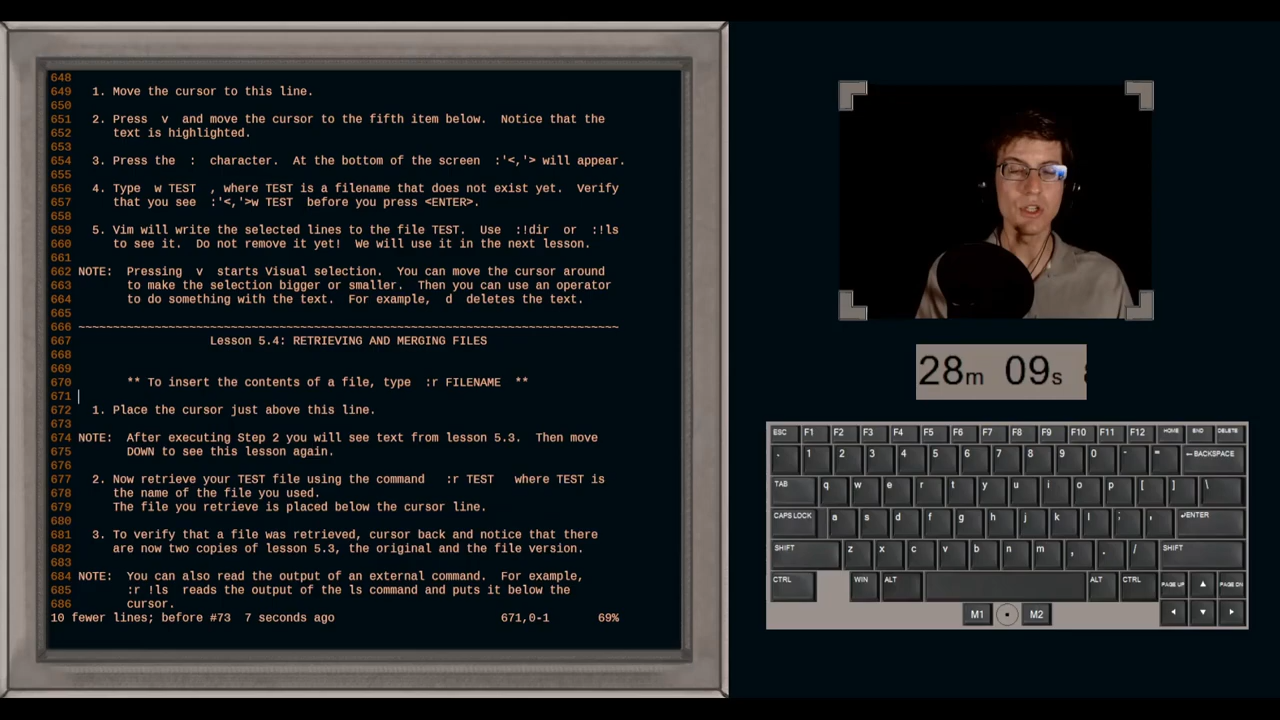 648
649 1. Move the cursor to this line.
650
651 2. Press v and move the cursor to the fifth item below. Notice that the
652 text is highlighted.
653
654 3. Press the : character. At the bottom of the screen :'<,'> will appear.
655
656 4. Type w TEST , where TEST is a filename that does not exist yet. Verify
657 that you see :'<,'>w TEST before you press <ENTER>.
658
659 5. Vim will write the selected lines to the file TEST. Use :!dir or :!ls
660 to see it. Do not remove it yet! We will use it in the next lesson.
661
662 NOTE: Pressing v starts Visual selection. You can move the cursor around
663 to make the selection bigger or smaller. Then you can use an operator
664 to do something with the text. For example, d deletes the text.
665
666 ~~~~~~~~~~~~~~~~~~~~~~~~~~~~~~~~~~~~~~~~~~~~~~~~~~~~~~~~~~~~~~~~~~~~~~~~~~~~~~
667 Lesson 5.4: RETRIEVING AND MERGING FILES
668
669
670 ** To insert the contents of a file, type :r FILENAME **
671
672 1. Place the cursor just above this line.
673
674 NOTE: After executing Step 2 you will see text from lesson 5.3. Then move
675 DOWN to see this lesson again.
676
677 2. Now retrieve your TEST file using the command :r TEST where TEST is
678 the name of the file you used.
679 The file you retrieve is placed below the cursor line.
680
681 3. To verify that a file was retrieved, cursor back and notice that there
682 are now two copies of lesson 5.3, the original and the file version.
683
684 NOTE: You can also read the output of an external command. For example,
685 :r !ls reads the output of the ls command and puts it below the
686 cursor.
10 fewer lines; before #73 7 seconds ago 671,0-1 69%
28m 09s
ESC F1 F2 F3 F4 F5 F6 F7 F8 F9 F10 F11 F12 HOME END DELETE
1 2 3 4 5 6 7 8 9 0 - = ←BACKSPACE
TAB q w e r t y u i o p [ ] \
CAPS LOCK a s d f g h j k l ; ENTER
SHIFT z x c v b n m , . / SHIFT
CTRL WIN ALT ALT CTRL PAGE UP ▲ PAGE DN
M1 M2 ◄ ▼ ►